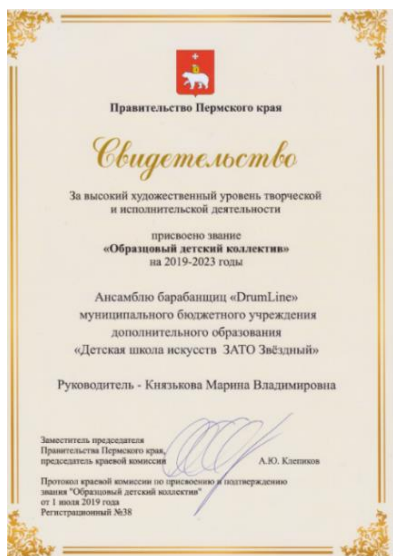 Правительство Пермского края
Свидетельство
За высокий художественный уровень творческой
и исполнительской деятельности
присвоено звание
«Образцовый детский коллектив»
на 2019-2023 годы
Ансамблю барабанщиц «DrumLine»
муниципального бюджетного учреждения
дополнительного образования
«Детская школа искусств ЗАТО Звёздный»
Руководитель - Князькова Марина Владимировна
Заместитель председателя
Правительства Пермского края,
председатель краевой комиссии
А.Ю. Клепиков
Протокол краевой комиссии по присвоению и подтверждению
звания "Образцовый детский коллектив"
от 1 июля 2019 года
Регистрационный №38